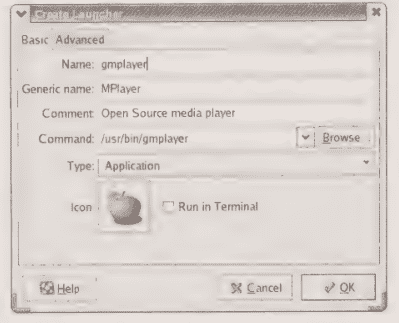 Create Launcher
Basic Advanced
Name: gmplayer
Generic name: MPlayer
Comment: Open Source media player
Command: /usr/bin/gmplayer Browse
Type: Application
Icon Run in Terminal
Help Cancel OK